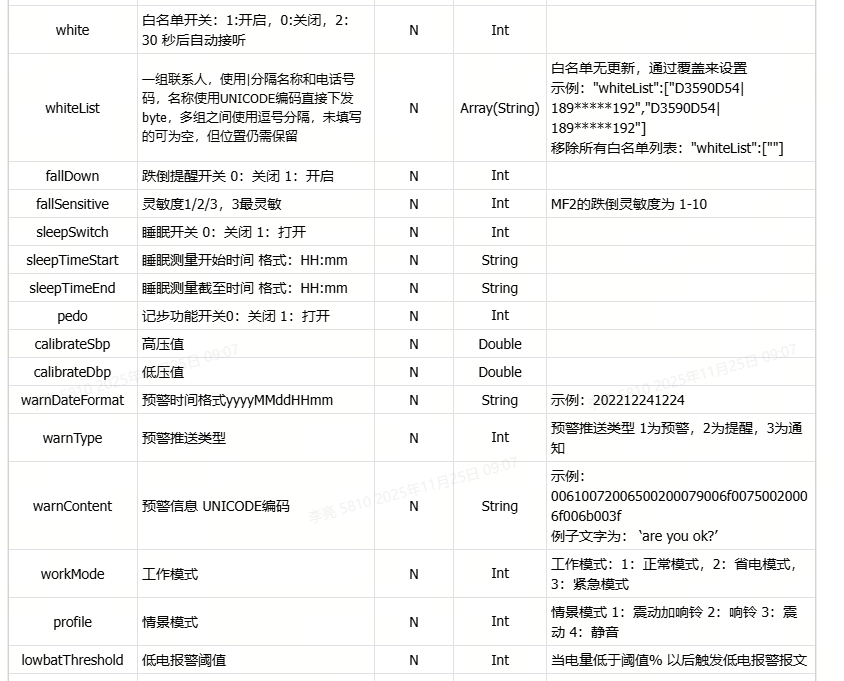 white
白名单开关：1:开启，0:关闭，2：
30 秒后自动接听
N
Int
whiteList
一组联系人，使用|分隔名称和电话号
码，名称使用UNICODE编码直接下发
byte，多组之间使用逗号分隔，未填写
的可为空，但位置仍需保留
N
Array(String)
白名单无更新，通过覆盖来设置
示例："whiteList":["D3590D54|
189*****192","D3590D54|
189*****192"]
移除所有白名单列表："whiteList":[""]
fallDown
跌倒提醒开关 0：关闭 1：开启
N
Int
fallSensitive
灵敏度1/2/3，3最灵敏
N
Int
MF2的跌倒灵敏度为 1-10
sleepSwitch
睡眠开关 0：关闭 1：打开
N
Int
sleepTimeStart
睡眠测量开始时间 格式：HH:mm
N
String
sleepTimeEnd
睡眠测量截至时间 格式：HH:mm
N
String
pedo
记步功能开关0：关闭 1：打开
N
Int
calibrateSbp
高压值
N
Double
calibrateDbp
低压值
N
Double
warnDateFormat
预警时间格式yyyyMMddHHmm
N
String
示例：202212241224
warnType
预警推送类型
N
Int
预警推送类型 1为预警，2为提醒，3为通
知
warnContent
预警信息 UNICODE编码
N
String
示例：
00610072006500200079006f0075002000
6f006b003f
例子文字为： ‘are you ok?’
workMode
工作模式
N
Int
工作模式：1：正常模式，2：省电模式，
3：紧急模式
profile
情景模式
N
Int
情景模式 1：震动加响铃 2：响铃 3：震
动 4：静音
lowbatThreshold
低电报警阈值
N
Int
当电量低于阈值% 以后触发低电报警报文
李亮 5810 2025年11月25日 09:07